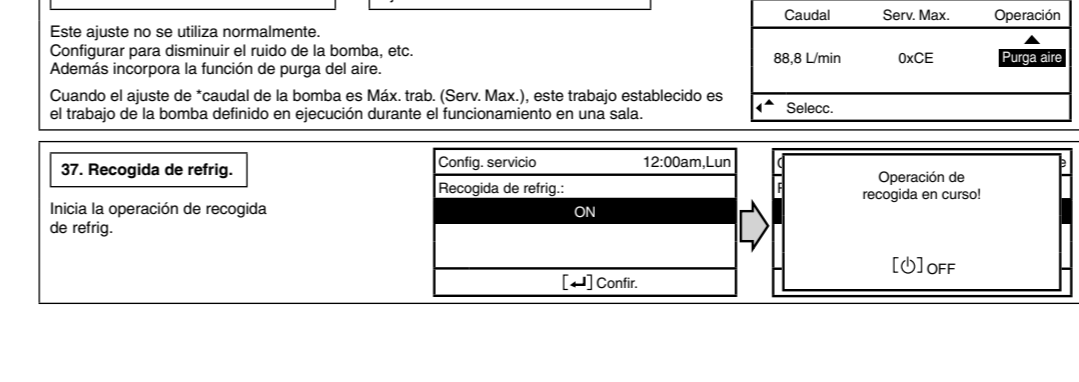 Caudal Serv. Max. Operación
88,8 L/min 0xCE Purga aire
Selecc.
Este ajuste no se utiliza normalmente.
Configurar para disminuir el ruido de la bomba, etc.
Además incorpora la función de purga del aire.
Cuando el ajuste de *caudal de la bomba es Máx. trab. (Serv. Max.), este trabajo establecido es
el trabajo de la bomba definido en ejecución durante el funcionamiento en una sala.
37. Recogida de refrig.
Inicia la operación de recogida
de refrig.
Config. servicio 12:00am,Lun
Recogida de refrig.:
ON
[↵] Confir.
Operación de
recogida en curso!
[⏻] OFF